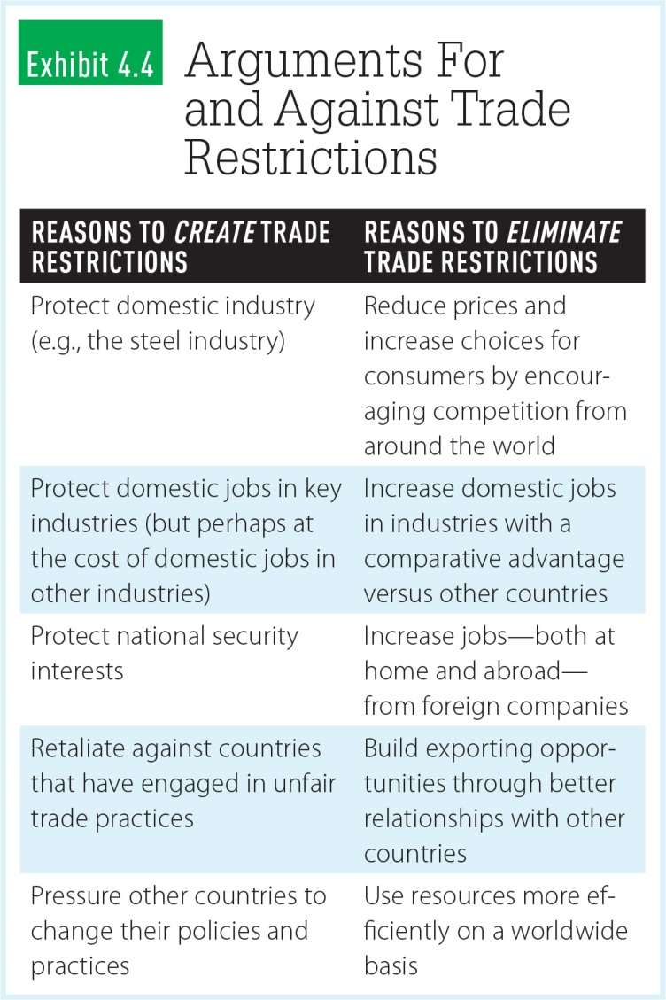 Exhibit 4.4
Arguments For
and Against Trade
Restrictions
REASONS TO CREATE TRADE
RESTRICTIONS
REASONS TO ELIMINATE
TRADE RESTRICTIONS
Protect domestic industry
(e.g., the steel industry)
Reduce prices and
increase choices for
consumers by encour-
aging competition from
around the world
Protect domestic jobs in key
industries (but perhaps at
the cost of domestic jobs in
other industries)
Increase domestic jobs
in industries with a
comparative advantage
versus other countries
Protect national security
interests
Increase jobs—both at
home and abroad—
from foreign companies
Retaliate against countries
that have engaged in unfair
trade practices
Build exporting oppor-
tunities through better
relationships with other
countries
Pressure other countries to
change their policies and
practices
Use resources more ef-
ficiently on a worldwide
basis